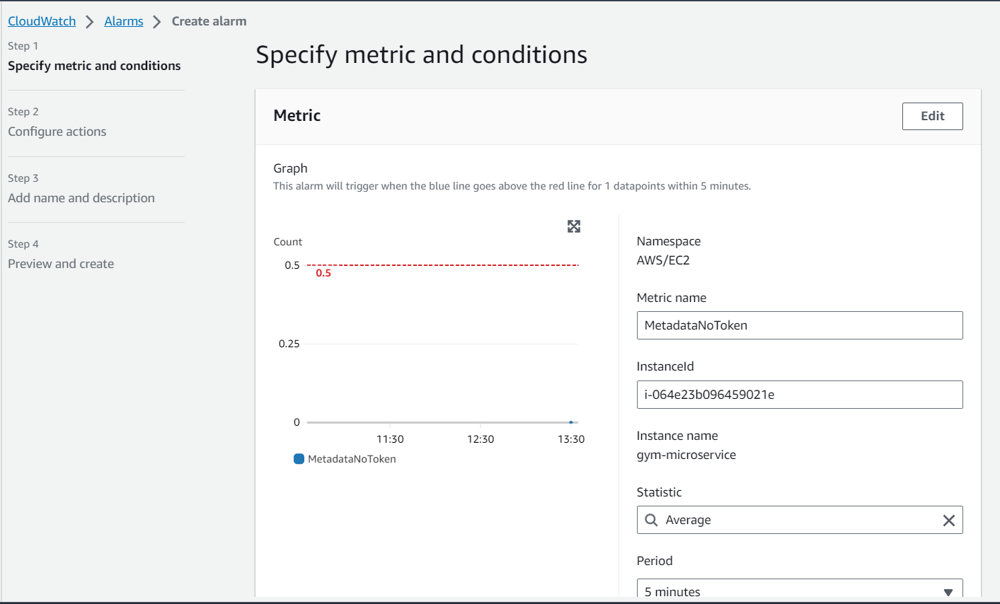 CloudWatch > Alarms > Create alarm
Step 1
Specify metric and conditions
Step 2
Configure actions
Step 3
Add name and description
Step 4
Preview and create
Specify metric and conditions
Metric
Edit
Graph
This alarm will trigger when the blue line goes above the red line for 1 datapoints within 5 minutes.
Count
0.5
0.5
0.25
0
11:30 12:30 13:30
MetadataNoToken
Namespace
AWS/EC2
Metric name
MetadataNoToken
InstanceId
i-064e23b096459021e
Instance name
gym-microservice
Statistic
Average
Period
5 minutes